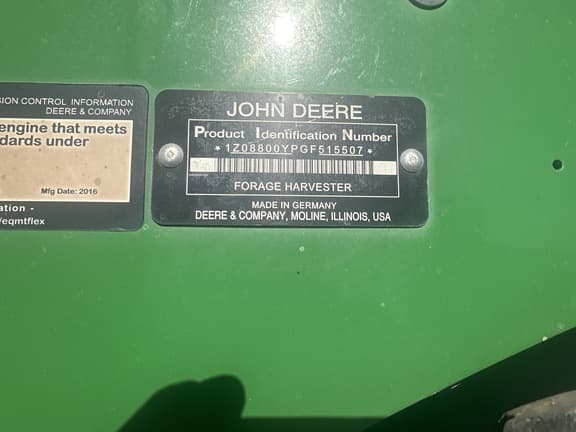 SION CONTROL INFORMATION
DEERE & COMPANY
engine that meets
dards under
Mfg Date: 2016
ation -
/eqmtflex
JOHN DEERE
Product Identification Number
*1Z08800YPGF515507*
FORAGE HARVESTER
MADE IN GERMANY
DEERE & COMPANY, MOLINE, ILLINOIS, USA